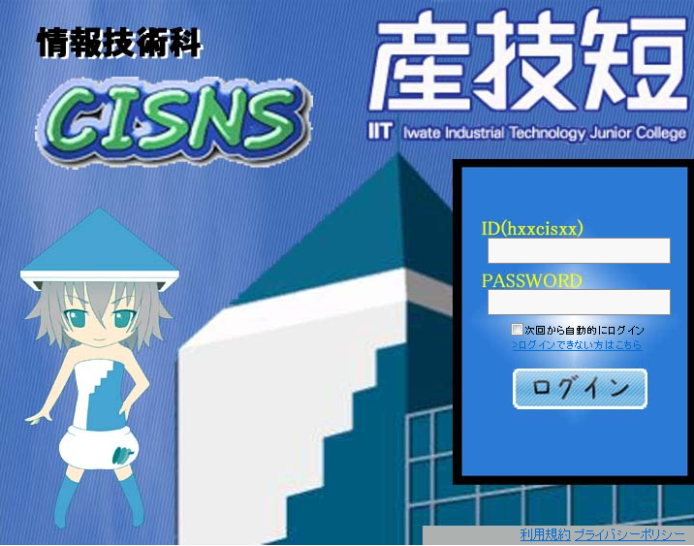 情報技術科
CISNS
産技短
IIT Iwate Industrial Technology Junior College
ID(hxxcisxx)
PASSWORD
次回から自動的にログイン
>ログインできない方はこちら
ログイン
利用規約 プライバシーポリシー